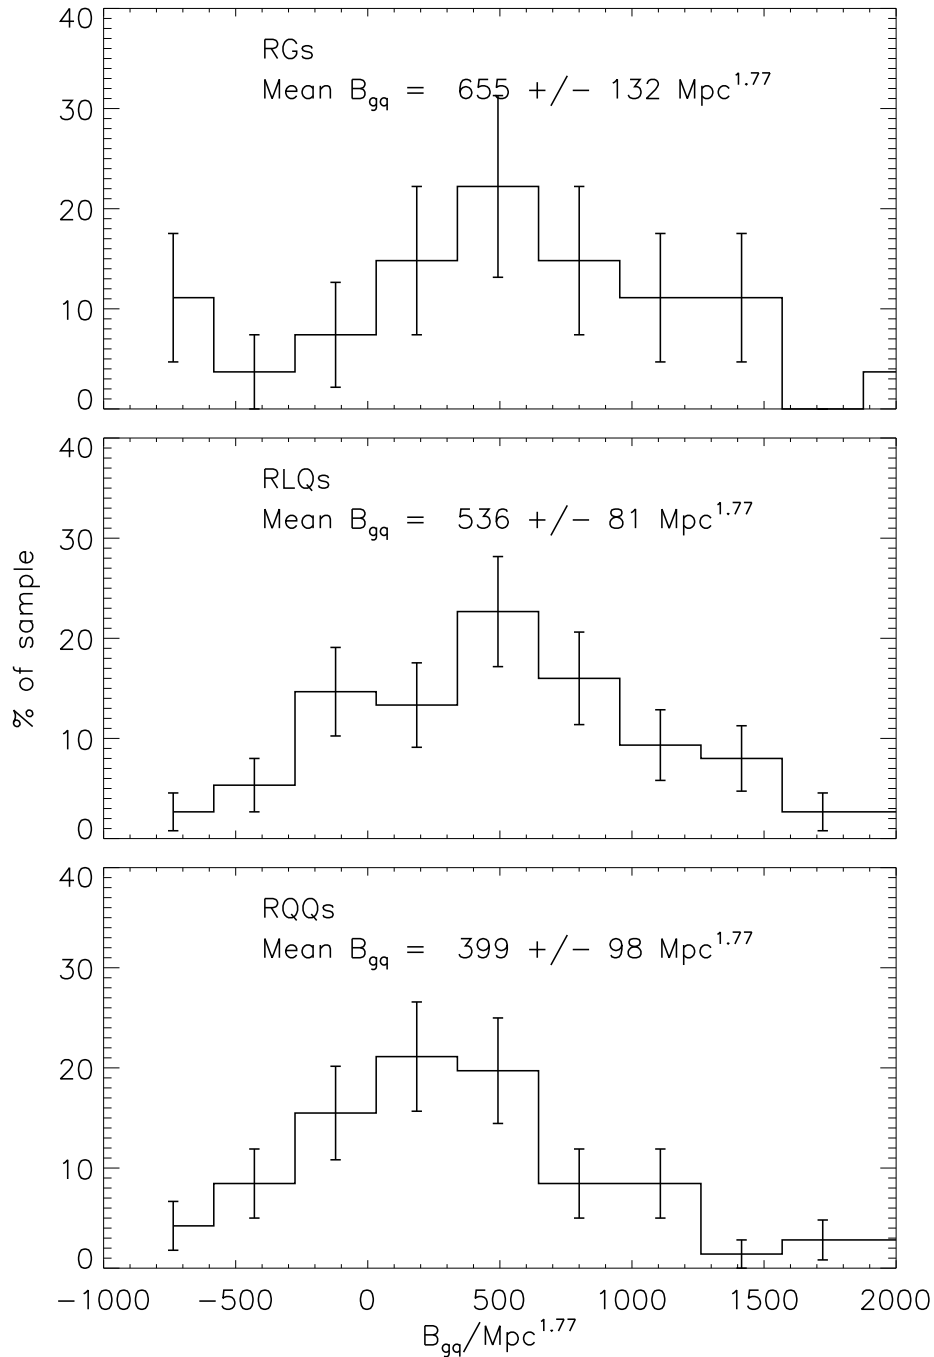 40
30
20
10
0
RGs
Mean B_gq = 655 +/- 132 Mpc^1.77
40
30
20
10
0
RLQs
Mean B_gq = 536 +/- 81 Mpc^1.77
% of sample
40
30
20
10
0
RQQs
Mean B_gq = 399 +/- 98 Mpc^1.77
-1000 -500 0 500 1000 1500 2000
B_gq/Mpc^1.77